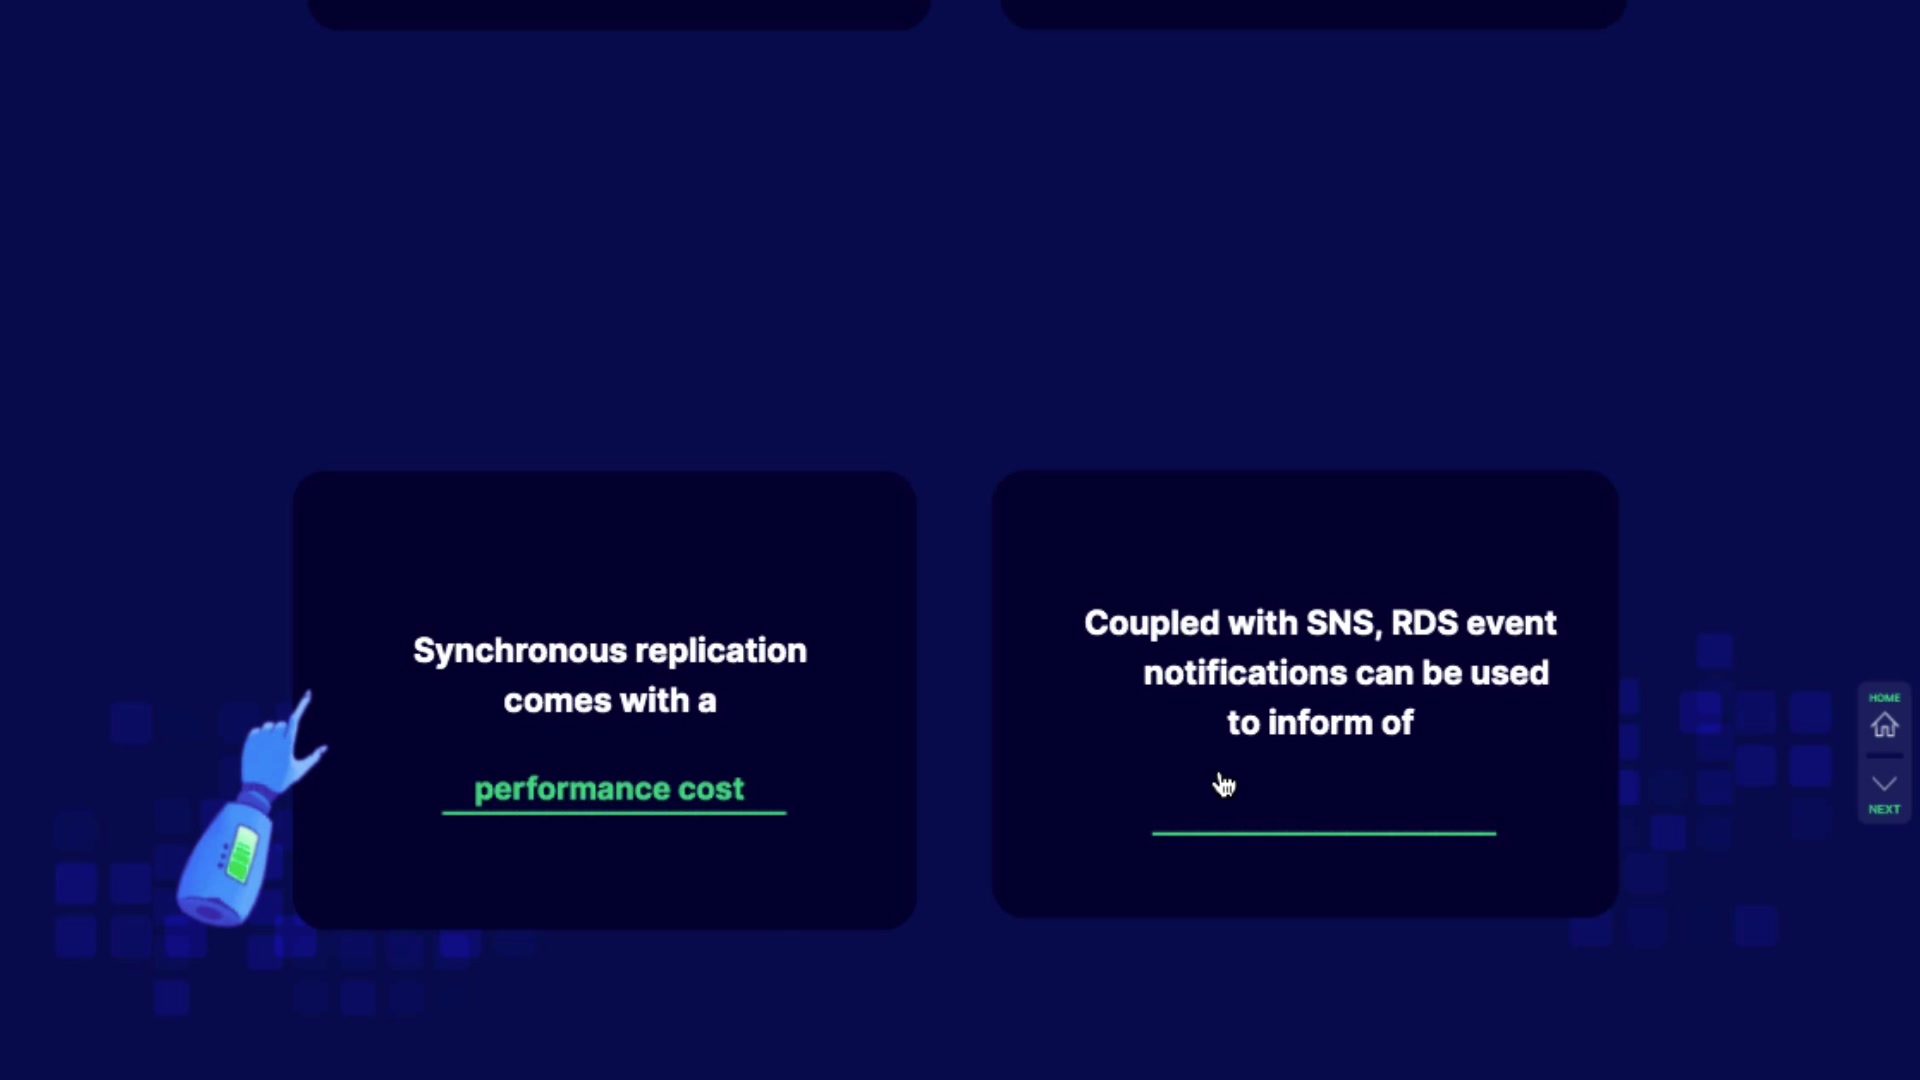 Synchronous replication
comes with a
performance cost
Coupled with SNS, RDS event
notifications can be used
to inform of
HOME
NEXT